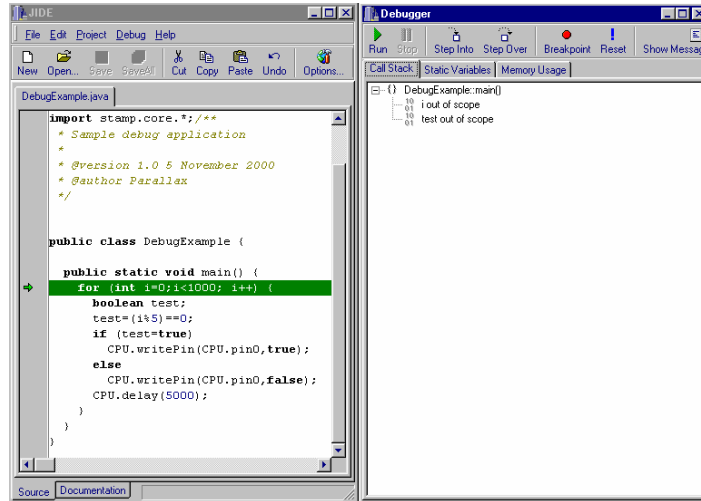 JIDE
File Edit Project Debug Help
New Open... Save SaveAll Cut Copy Paste Undo Options...
DebugExample.java
import stamp.core.*;/**
* Sample debug application
*
* @version 1.0 5 November 2000
* @author Parallax
*/
public class DebugExample {
public static void main() {
for (int i=0;i<1000; i++) {
boolean test;
test=(i%5)==0;
if (test=true)
CPU.writePin(CPU.pin0,true);
else
CPU.writePin(CPU.pin0,false);
CPU.delay(5000);
}
}
}
Source Documentation
Debugger
Run Stop Step Into Step Over Breakpoint Reset Show Messag
Call Stack Static Variables Memory Usage
{} DebugExample::main()
10 01 i out of scope
10 01 test out of scope